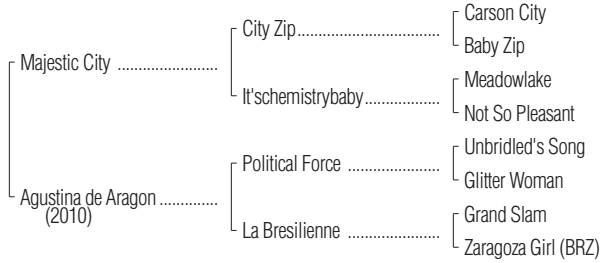 Carson City
City Zip..............................
Baby Zip
Majestic City .....................
Meadowlake
It'schemistrybaby................
Not So Pleasant
Unbridled's Song
Political Force ....................
Glitter Woman
Agustina de Aragon ............
(2010)
Grand Slam
La Bresilienne ....................
Zaragoza Girl (BRZ)